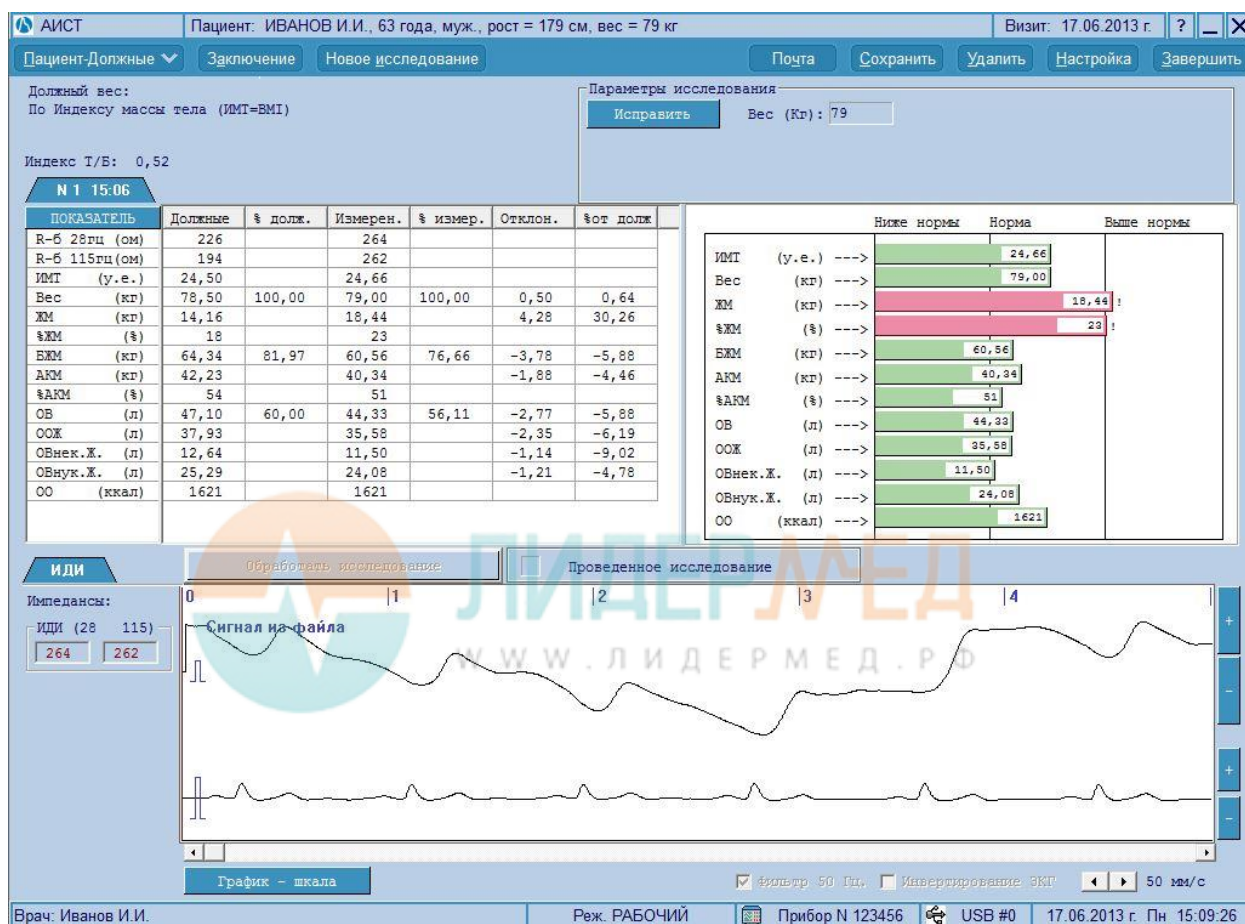 АИСТ Пациент: ИВАНОВ И.И., 63 года, муж., рост = 179 см, вес = 79 кг Визит: 17.06.2013 г. ? _ X
Пациент-Должные Заключение Новое исследование Почта Сохранить Удалить Настройка Завершить
Должный вес:
По Индексу массы тела (ИМТ=BMI)
Параметры исследования
Исправить Вес (Кг): 79
Индекс Т/Б: 0,52
N 1 15:06
ПОКАЗАТЕЛЬ Должные % долж. Измерен. % измер. Отклон. %от долж
R-б 28гц (ом) 226 264
R-б 115гц(ом) 194 262
ИМТ (у.е.) 24,50 24,66
Вес (кг) 78,50 100,00 79,00 100,00 0,50 0,64
ЖМ (кг) 14,16 18,44 4,28 30,26
%ЖМ (%) 18 23
БЖМ (кг) 64,34 81,97 60,56 76,66 -3,78 -5,88
АКМ (кг) 42,23 40,34 -1,88 -4,46
%АКМ (%) 54 51
ОВ (л) 47,10 60,00 44,33 56,11 -2,77 -5,88
ООЖ (л) 37,93 35,58 -2,35 -6,19
ОВнек.Ж. (л) 12,64 11,50 -1,14 -9,02
ОВнук.Ж. (л) 25,29 24,08 -1,21 -4,78
ОО (ккал) 1621 1621
Ниже нормы Норма Выше нормы
ИМТ (у.е.) ---> 24,66
Вес (кг) ---> 79,00
ЖМ (кг) ---> 18,44 !
%ЖМ (%) ---> 23 !
БЖМ (кг) ---> 60,56
АКМ (кг) ---> 40,34
%АКМ (%) ---> 51
ОВ (л) ---> 44,33
ООЖ (л) ---> 35,58
ОВнек.Ж. (л) ---> 11,50
ОВнук.Ж. (л) ---> 24,08
ОО (ккал) ---> 1621
ИДИ Обработать исследование Проведенное исследование
ЛИДЕРМЕД
WWW.ЛИДЕРМЕД.РФ
Импедансы:
ИДИ (28 115)
264 262
0 1 2 3 4
Сигнал из файла
+
-
+
-
График - шкала Фильтр 50 Гц. Инвертирование ЭКГ 50 мм/с
Врач: Иванов И.И. Реж. РАБОЧИЙ Прибор N 123456 USB #0 17.06.2013 г. Пн 15:09:26